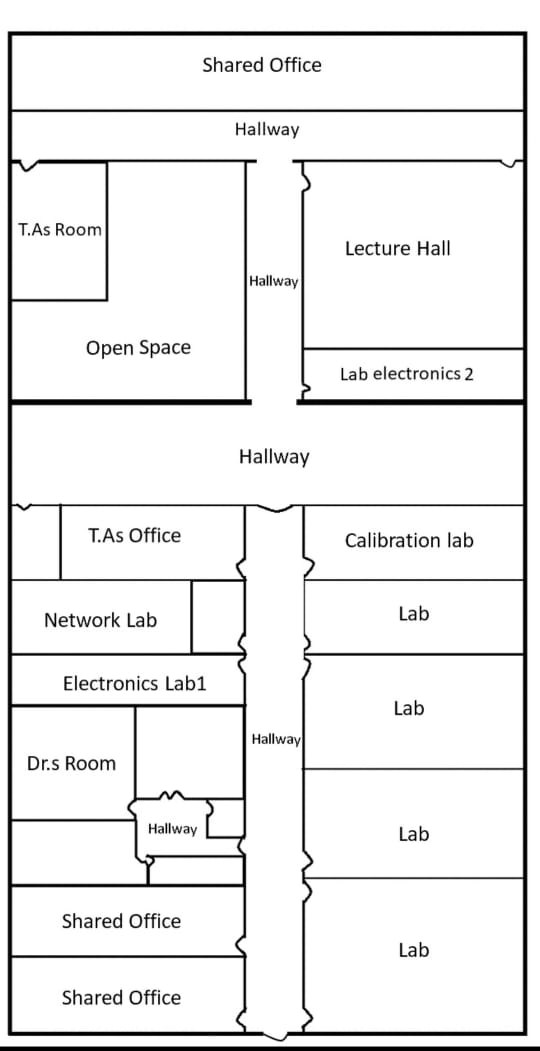 Shared Office
Shared Office
Dr.s Room
Hallway
Electronics Lab1
Network Lab
T.As Office
Hallway
Hallway
Open Space
T.As Room
Hallway
Hallway
Shared Office
Lab
Lab
Lab
Lab
Calibration lab
Lab electronics 2
Lecture Hall